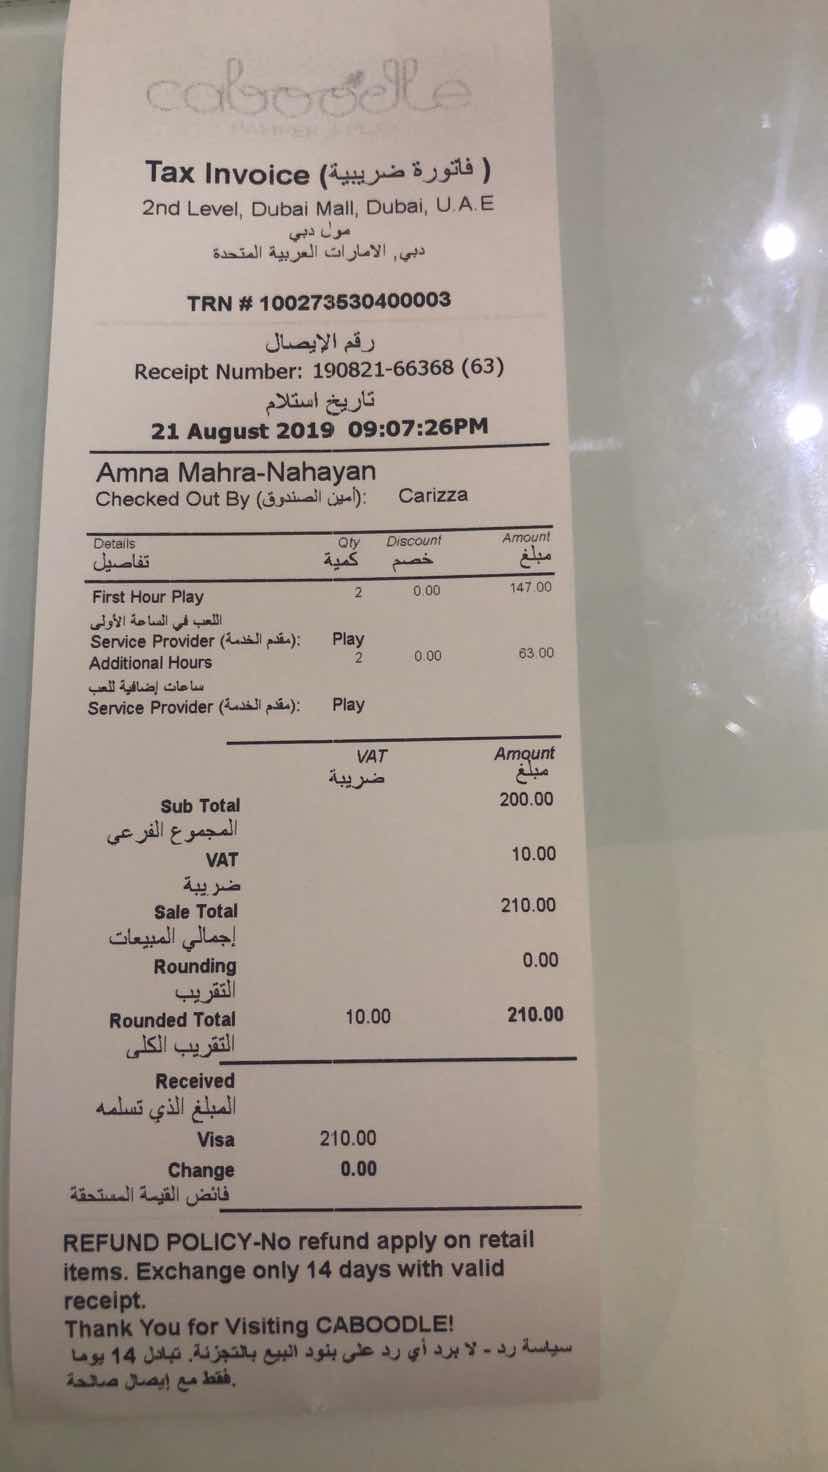 caboodle
Tax Invoice (فاتورة ضريبية )
2nd Level, Dubai Mall, Dubai, U.A.E
مول دبي
دبي, الامارات العربية المتحدة
TRN # 100273530400003
رقم الإيصال
Receipt Number: 190821-66368 (63)
تاريخ استلام
21 August 2019 09:07:26PM
Amna Mahra-Nahayan
Checked Out By (أمين الصندوق): Carizza
Details Qty Discount Amount
تفاصيل كمية خصم مبلغ
First Hour Play 2 0.00 147.00
اللعب في الساعة الأولى
Service Provider (مقدم الخدمة): Play
Additional Hours 2 0.00 63.00
ساعات إضافية للعب
Service Provider (مقدم الخدمة): Play
VAT Amount
ضريبة مبلغ
Sub Total 200.00
المجموع الفرعي
VAT 10.00
ضريبة
Sale Total 210.00
إجمالي المبيعات
Rounding 0.00
التقريب
Rounded Total 10.00 210.00
التقريب الكلى
Received
المبلغ الذي تسلمه
Visa 210.00
Change 0.00
فائض القيمة المستحقة
REFUND POLICY-No refund apply on retail
items. Exchange only 14 days with valid
receipt.
Thank You for Visiting CABOODLE!
سياسة رد - لا يرد أي رد على بنود البيع بالتجزئة. تبادل 14 يوما
فقط مع إيصال صالحة.